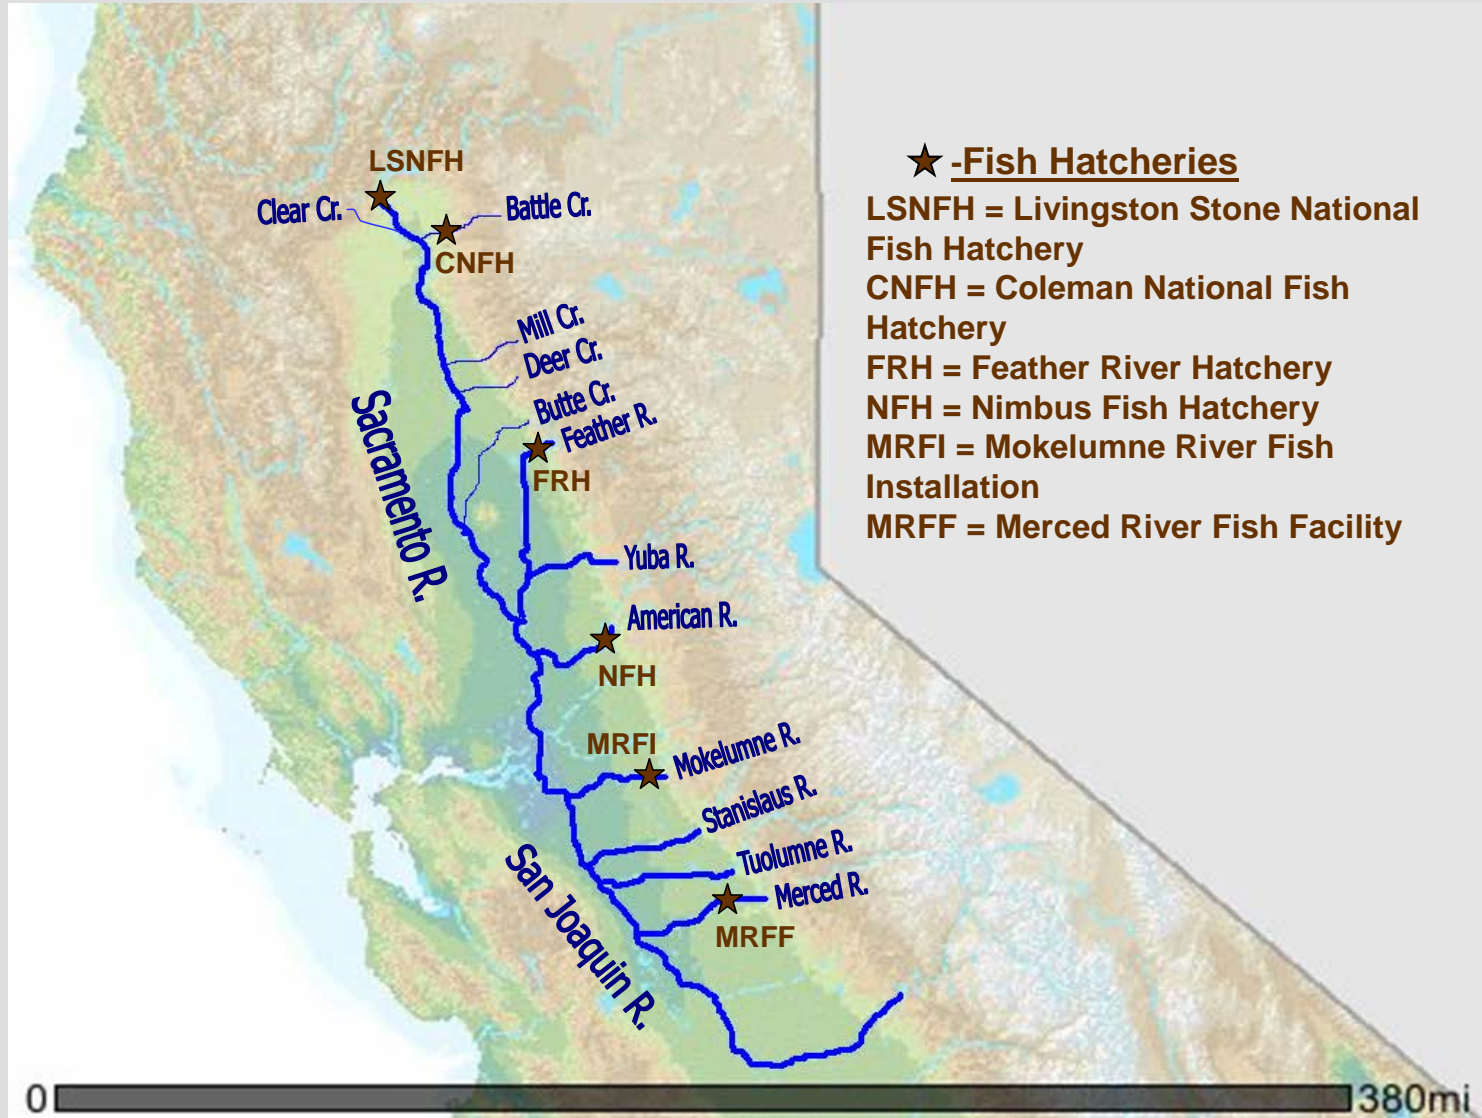 LSNFH
Clear Cr.
Battle Cr.
CNFH
Mill Cr.
Deer Cr.
Butte Cr.
Feather R.
FRH
Sacramento R.
Yuba R.
American R.
NFH
MRFI
Mokelumne R.
Stanislaus R.
Tuolumne R.
Merced R.
MRFF
San Joaquin R.
-Fish Hatcheries
LSNFH = Livingston Stone National
Fish Hatchery
CNFH = Coleman National Fish
Hatchery
FRH = Feather River Hatchery
NFH = Nimbus Fish Hatchery
MRFI = Mokelumne River Fish
Installation
MRFF = Merced River Fish Facility
0 380mi